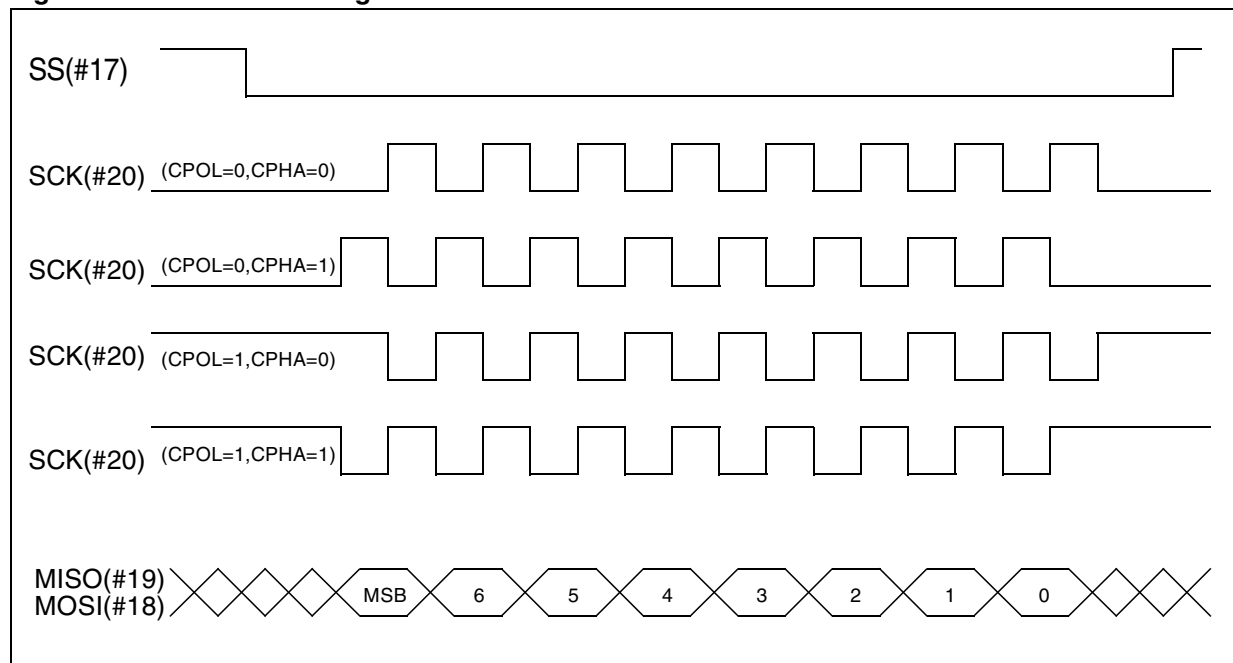 SS(#17)
SCK(#20) (CPOL=0,CPHA=0)
SCK(#20) (CPOL=0,CPHA=1)
SCK(#20) (CPOL=1,CPHA=0)
SCK(#20) (CPOL=1,CPHA=1)
MISO(#19)
MOSI(#18)
MSB 6 5 4 3 2 1 0